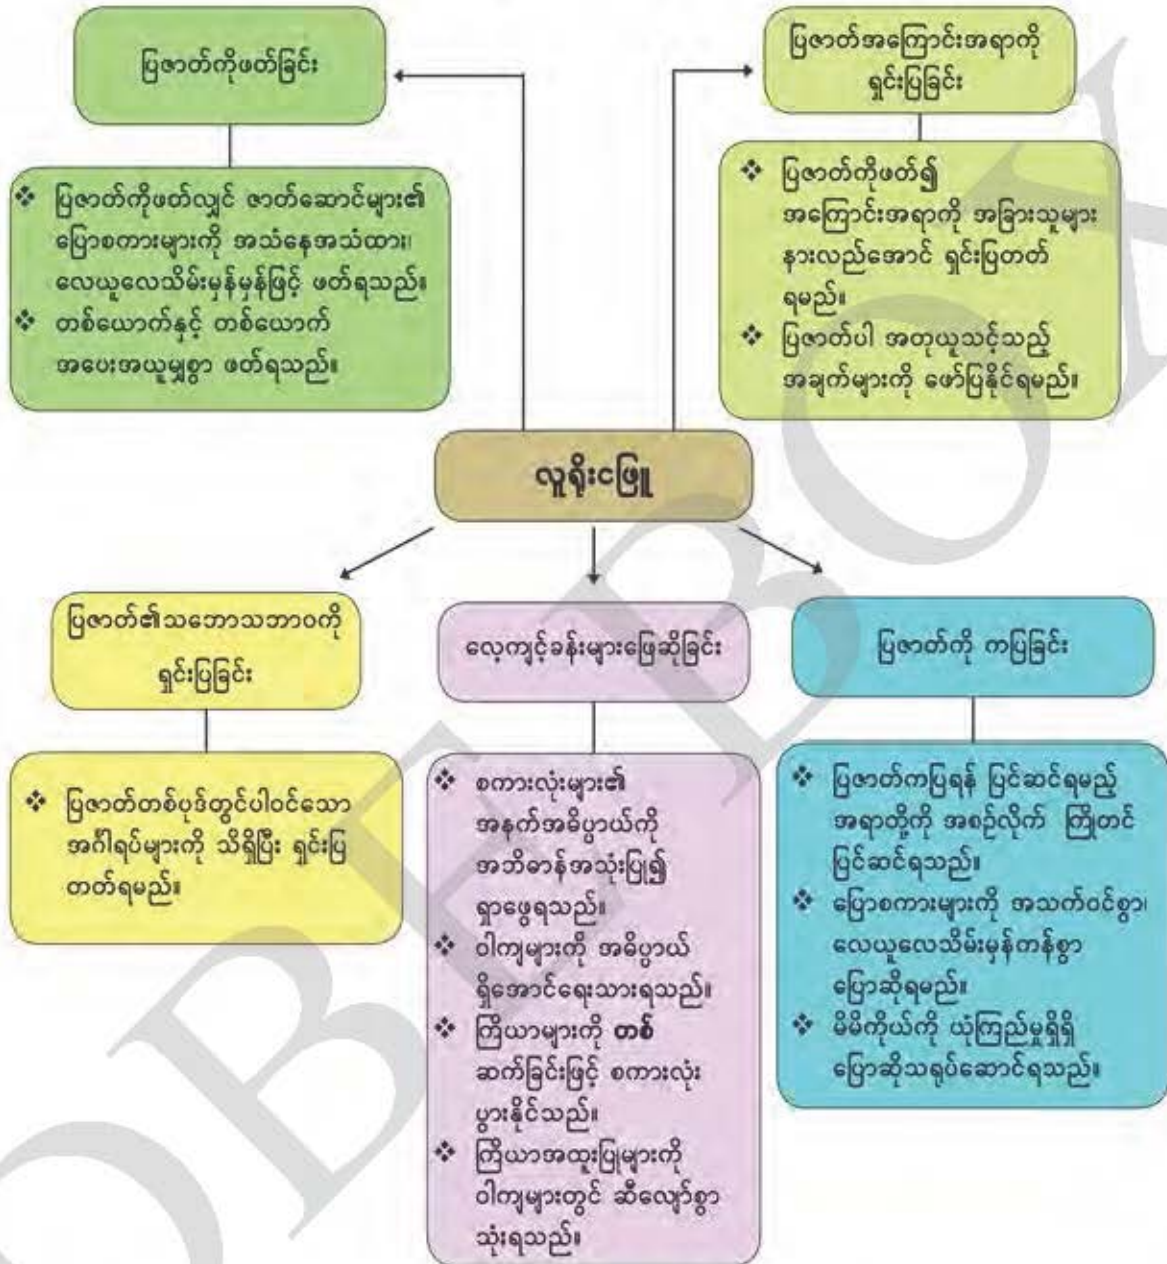 ပြဇာတ်ကိုဖတ်ခြင်း
❖ ပြဇာတ်ကိုဖတ်လျှင် ဇာတ်ဆောင်များ၏
ပြောစကားများကို အသံနေအသံထား၊
လေယူလေသိမ်းမှန်မှန်ဖြင့် ဖတ်ရသည်။
❖ တစ်ယောက်နှင့် တစ်ယောက်
အပေးအယူမျှစွာ ဖတ်ရသည်။
ပြဇာတ်အကြောင်းအရာကို
ရှင်းပြခြင်း
❖ ပြဇာတ်ကိုဖတ်၍
အကြောင်းအရာကို အခြားသူများ
နားလည်အောင် ရှင်းပြတတ်
ရမည်။
❖ ပြဇာတ်ပါ အတုယူသင့်သည့်
အချက်များကို ဖော်ပြနိုင်ရမည်။
လူရိုးငဖြူ
ပြဇာတ်၏သဘောသဘာဝကို
ရှင်းပြခြင်း
❖ ပြဇာတ်တစ်ပုဒ်တွင်ပါဝင်သော
အင်္ဂါရပ်များကို သိရှိပြီး ရှင်းပြ
တတ်ရမည်။
လေ့ကျင့်ခန်းများဖြေဆိုခြင်း
❖ စကားလုံးများ၏
အနက်အဓိပ္ပာယ်ကို
အဘိဓာန်အသုံးပြု၍
ရှာဖွေရသည်။
❖ ဝါကျများကို အဓိပ္ပာယ်
ရှိအောင်ရေးသားရသည်။
❖ ကြိယာများကို တစ်
ဆက်ခြင်းဖြင့် စကားလုံး
ပွားနိုင်သည်။
❖ ကြိယာအထူးပြုများကို
ဝါကျများတွင် ဆီလျော်စွာ
သုံးရသည်။
ပြဇာတ်ကို ကပြခြင်း
❖ ပြဇာတ်ကပြရန် ပြင်ဆင်ရမည့်
အရာတို့ကို အစဉ်လိုက် ကြိုတင်
ပြင်ဆင်ရသည်။
❖ ပြောစကားများကို အသက်ဝင်စွာ၊
လေယူလေသိမ်းမှန်ကန်စွာ
ပြောဆိုရမည်။
❖ မိမိကိုယ်ကို ယုံကြည်မှုရှိရှိ
ပြောဆိုသရုပ်ဆောင်ရသည်။
OBE BOX